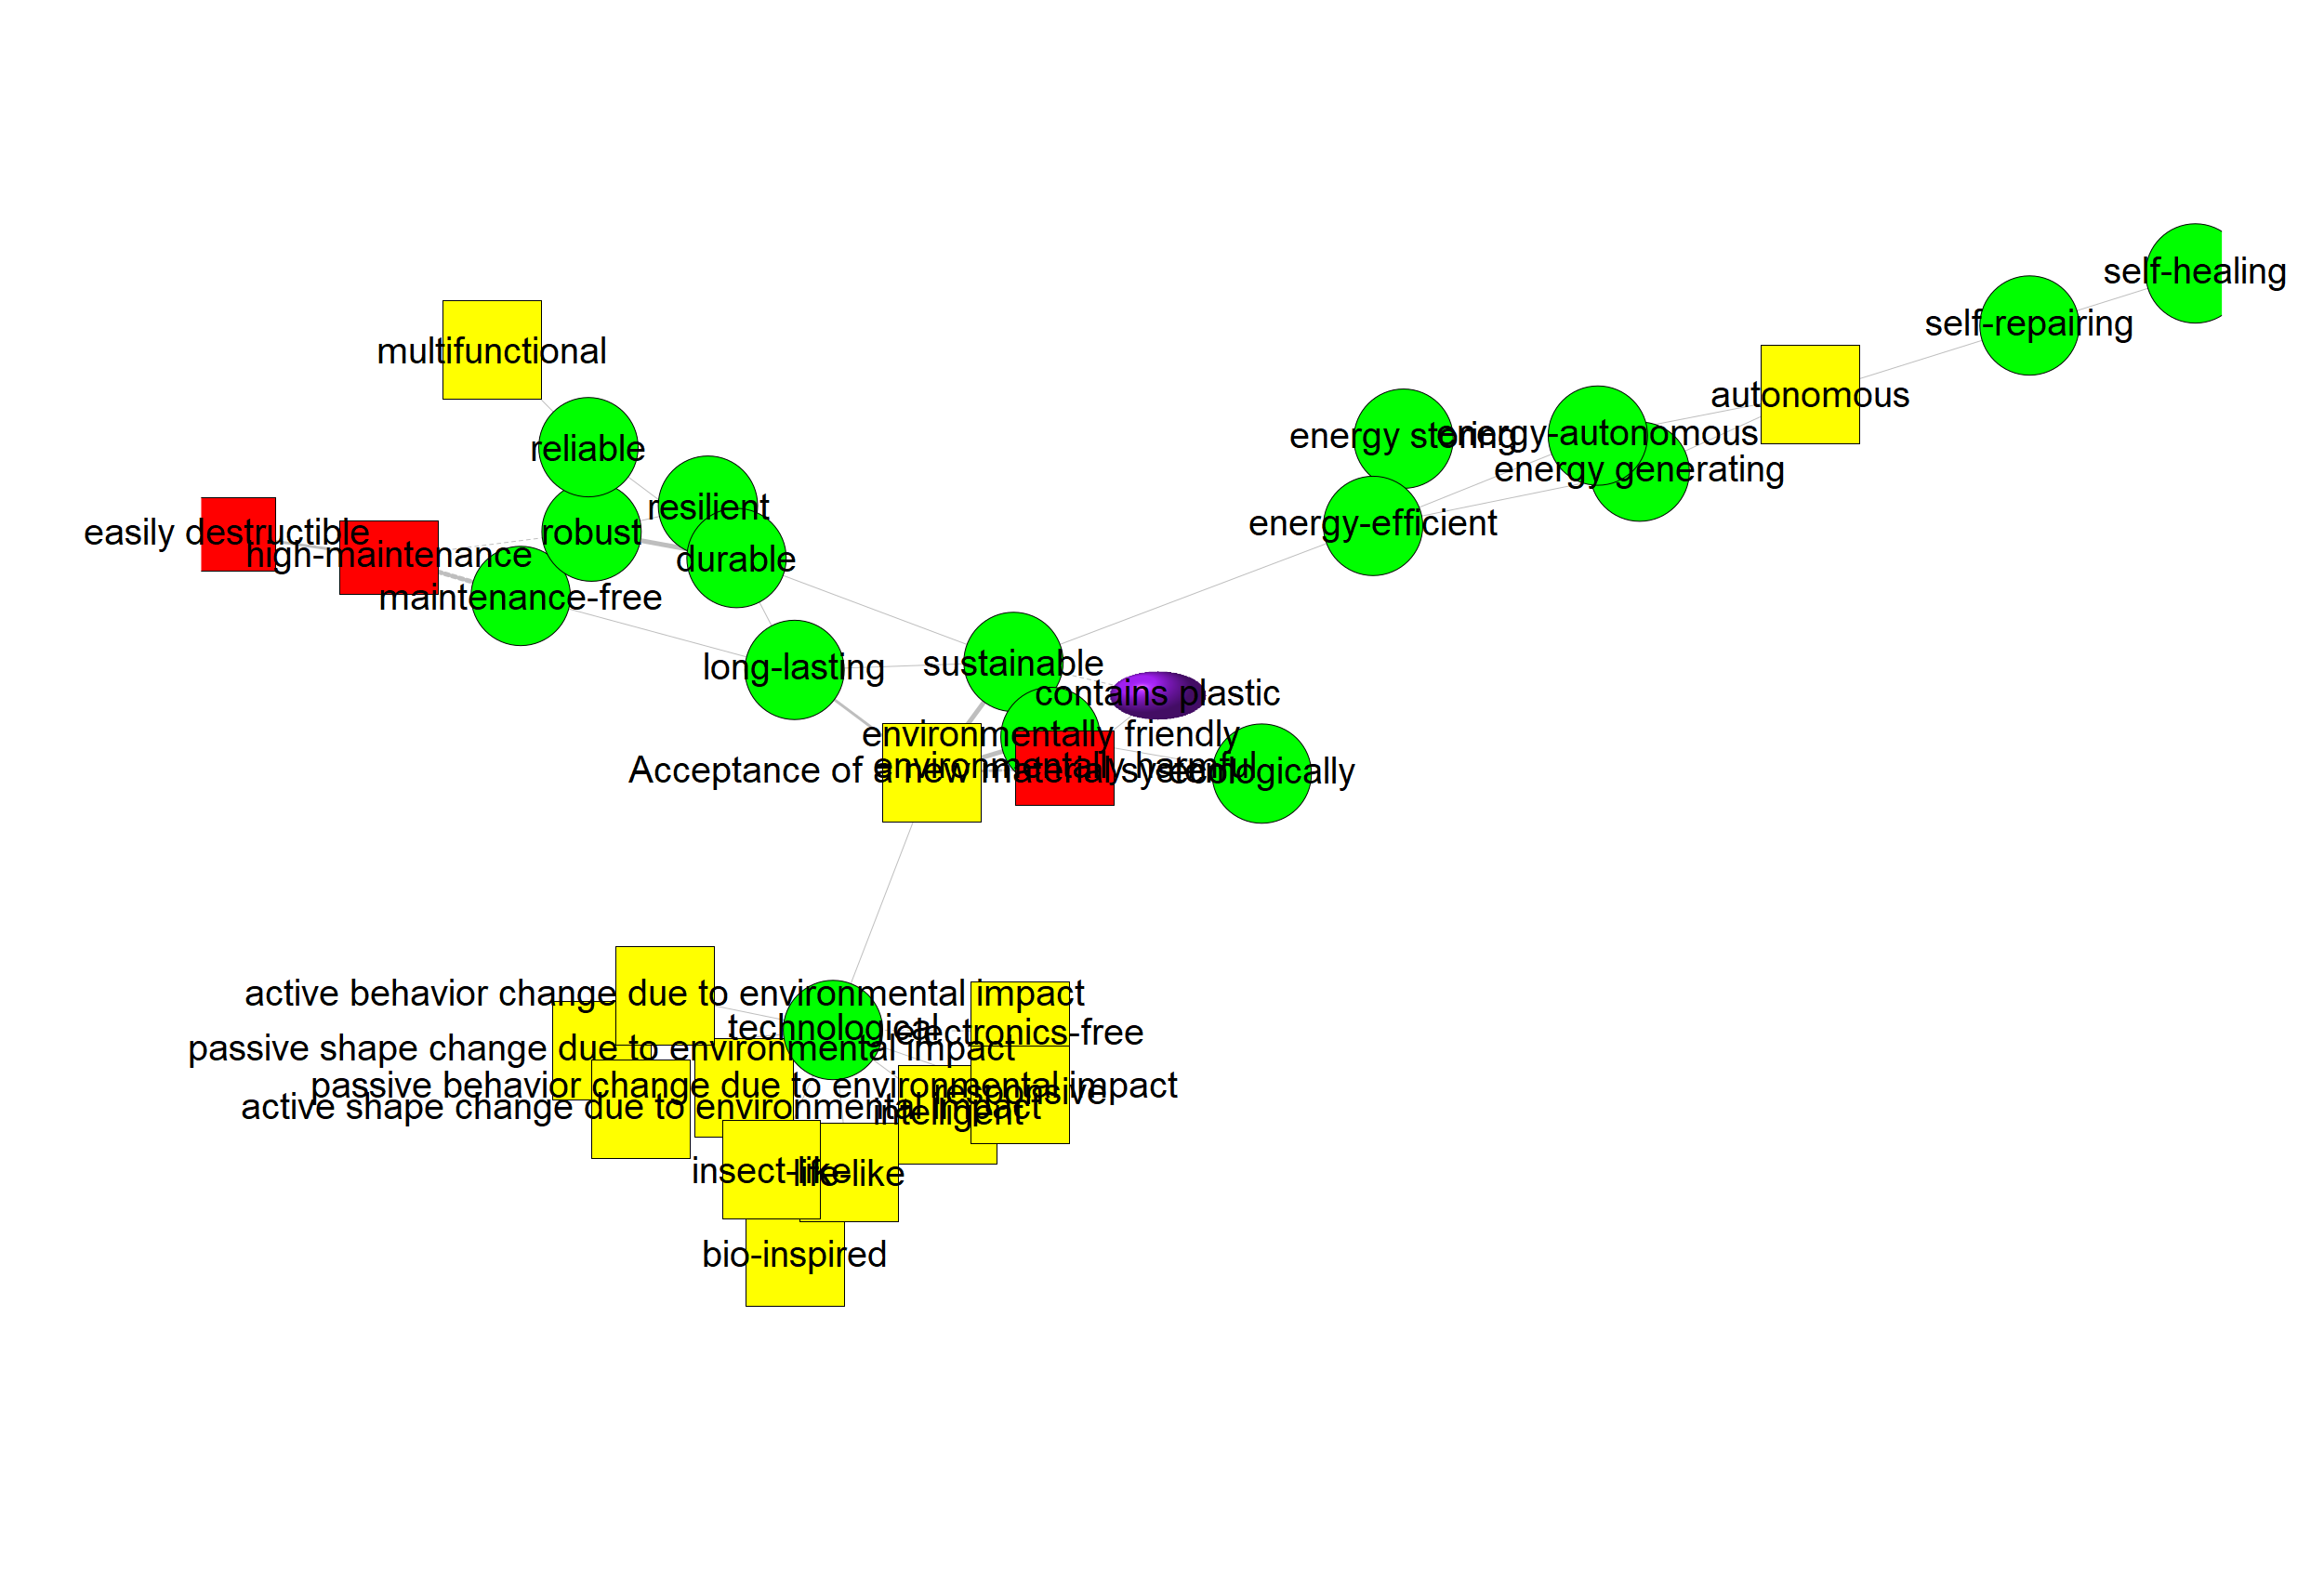 self-healing
self-repairing
multifunctional
autonomous
energy storing
energy-autonomous
reliable
energy generating
resilient
energy-efficient
easily destructible
robust
high-maintenance
durable
maintenance-free
long-lasting
sustainable
contains plastic
environmentally friendly
environmentally harmful
Acceptance of a new material system
ecologically
active behavior change due to environmental impact
technological
electronics-free
passive shape change due to environmental impact
passive behavior change due to environmental impact
responsive
active shape change due to environmental impact
intelligent
insect-like
life-like
bio-inspired